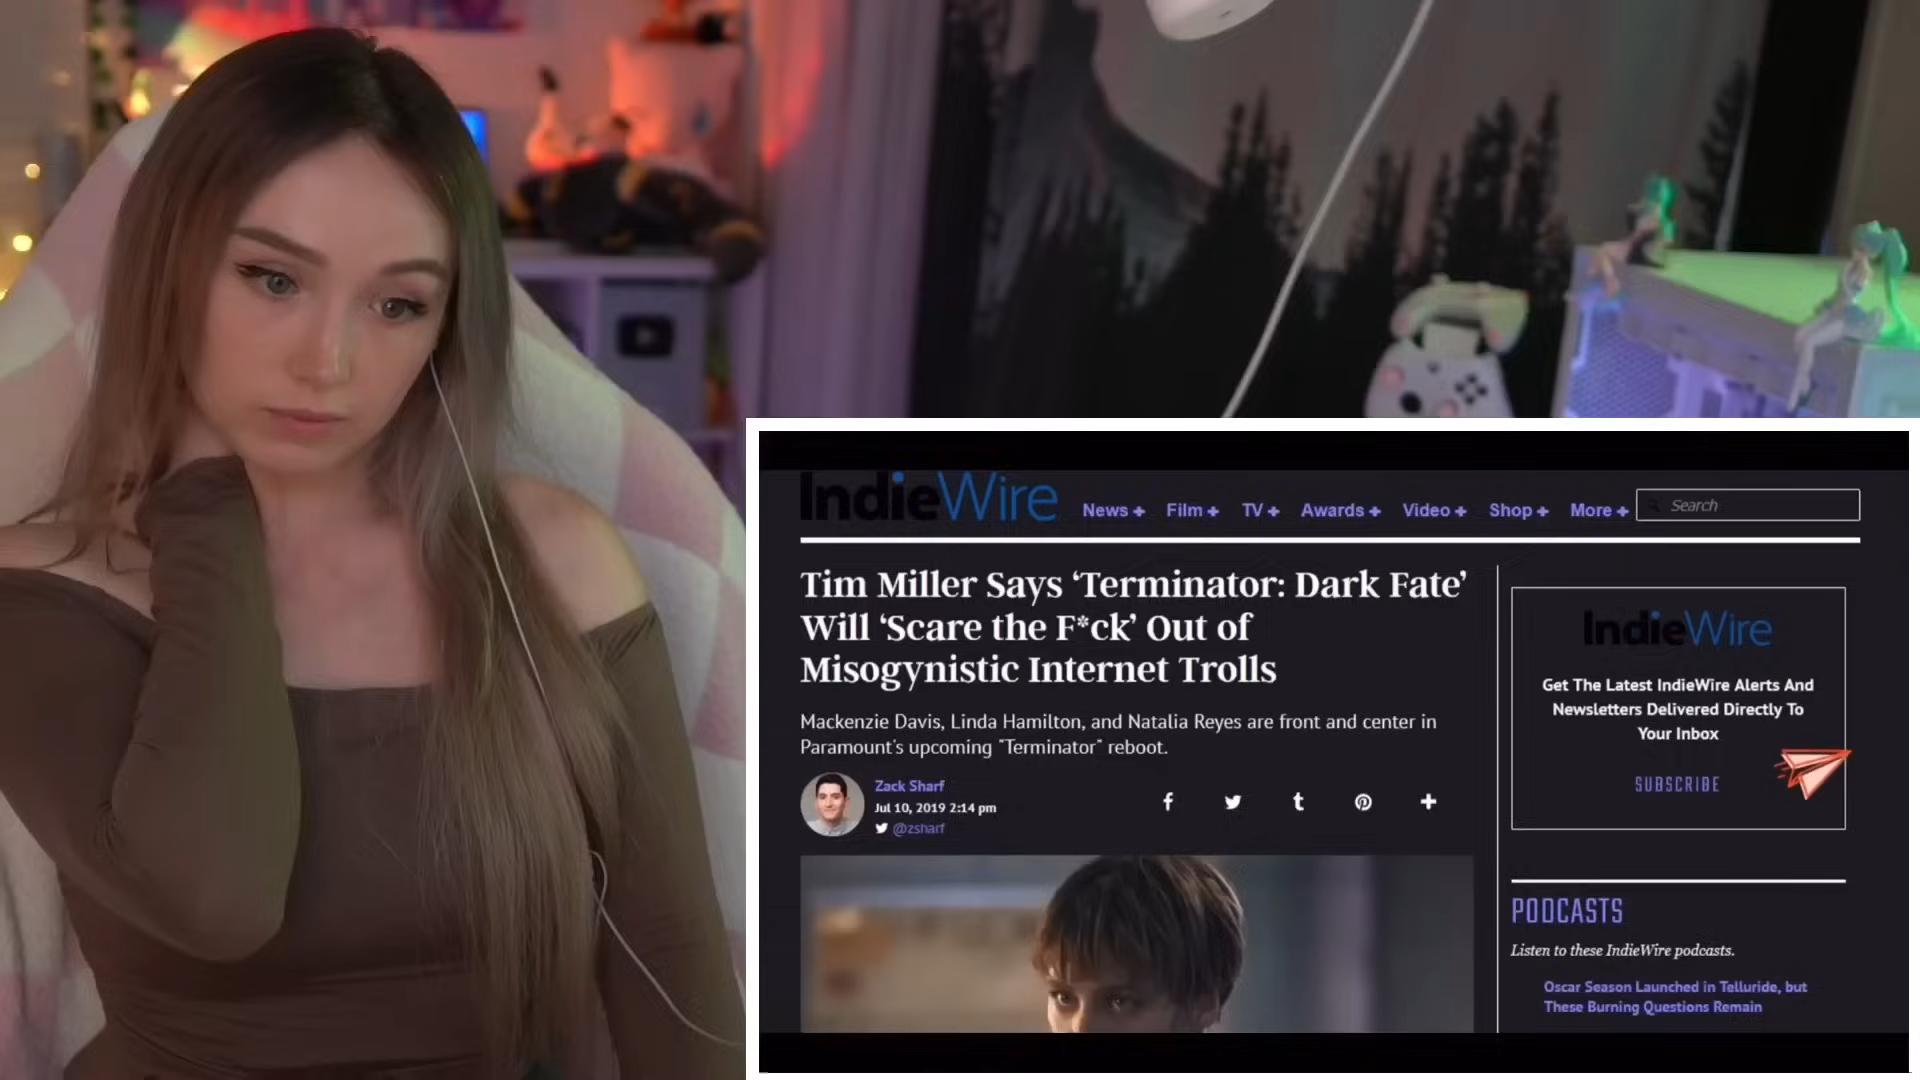 IndieWire
News + Film + TV + Awards + Video + Shop + More + Search
Tim Miller Says ‘Terminator: Dark Fate’
Will ‘Scare the F*ck’ Out of
Misogynistic Internet Trolls
Mackenzie Davis, Linda Hamilton, and Natalia Reyes are front and center in
Paramount's upcoming "Terminator" reboot.
Zack Sharf
Jul 10, 2019 2:14 pm
@zsharf
IndieWire
Get The Latest IndieWire Alerts And
Newsletters Delivered Directly To
Your Inbox
SUBSCRIBE
PODCASTS
Listen to these IndieWire podcasts.
Oscar Season Launched in Telluride, but
These Burning Questions Remain